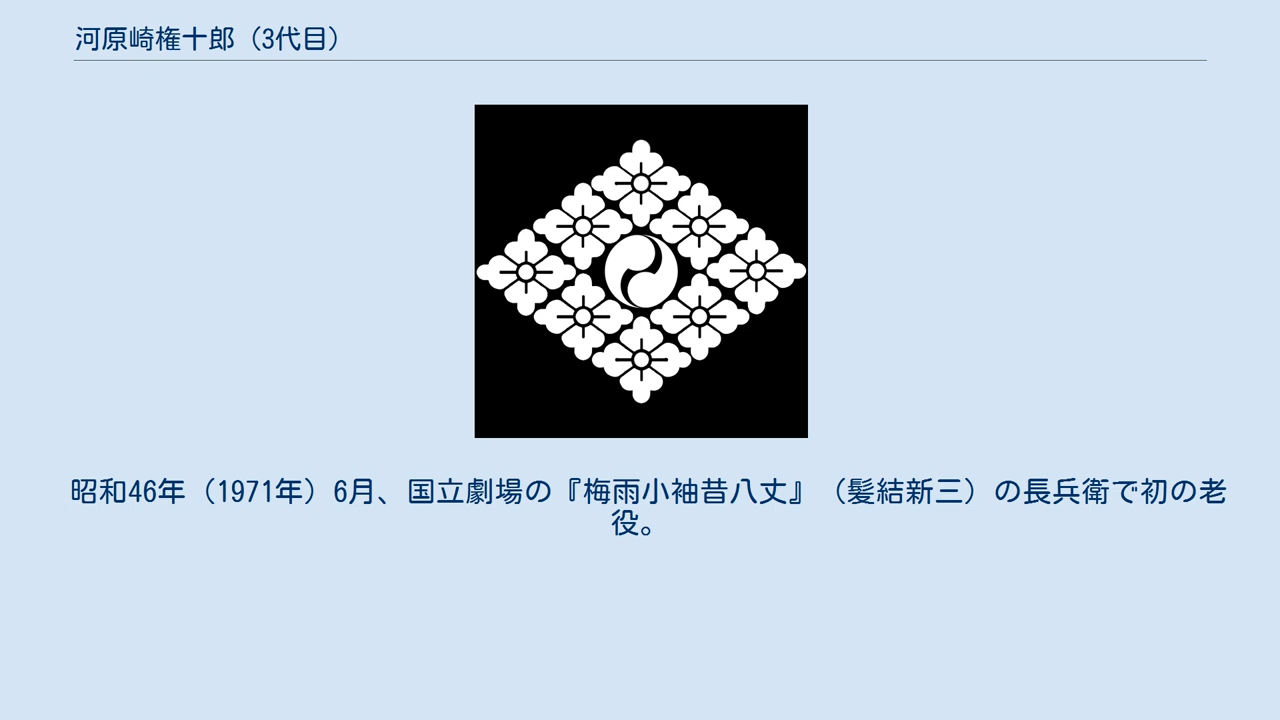 河原崎権十郎（3代目）
昭和46年（1971年）6月、国立劇場の『梅雨小袖昔八丈』（髪結新三）の長兵衛で初の老
役。